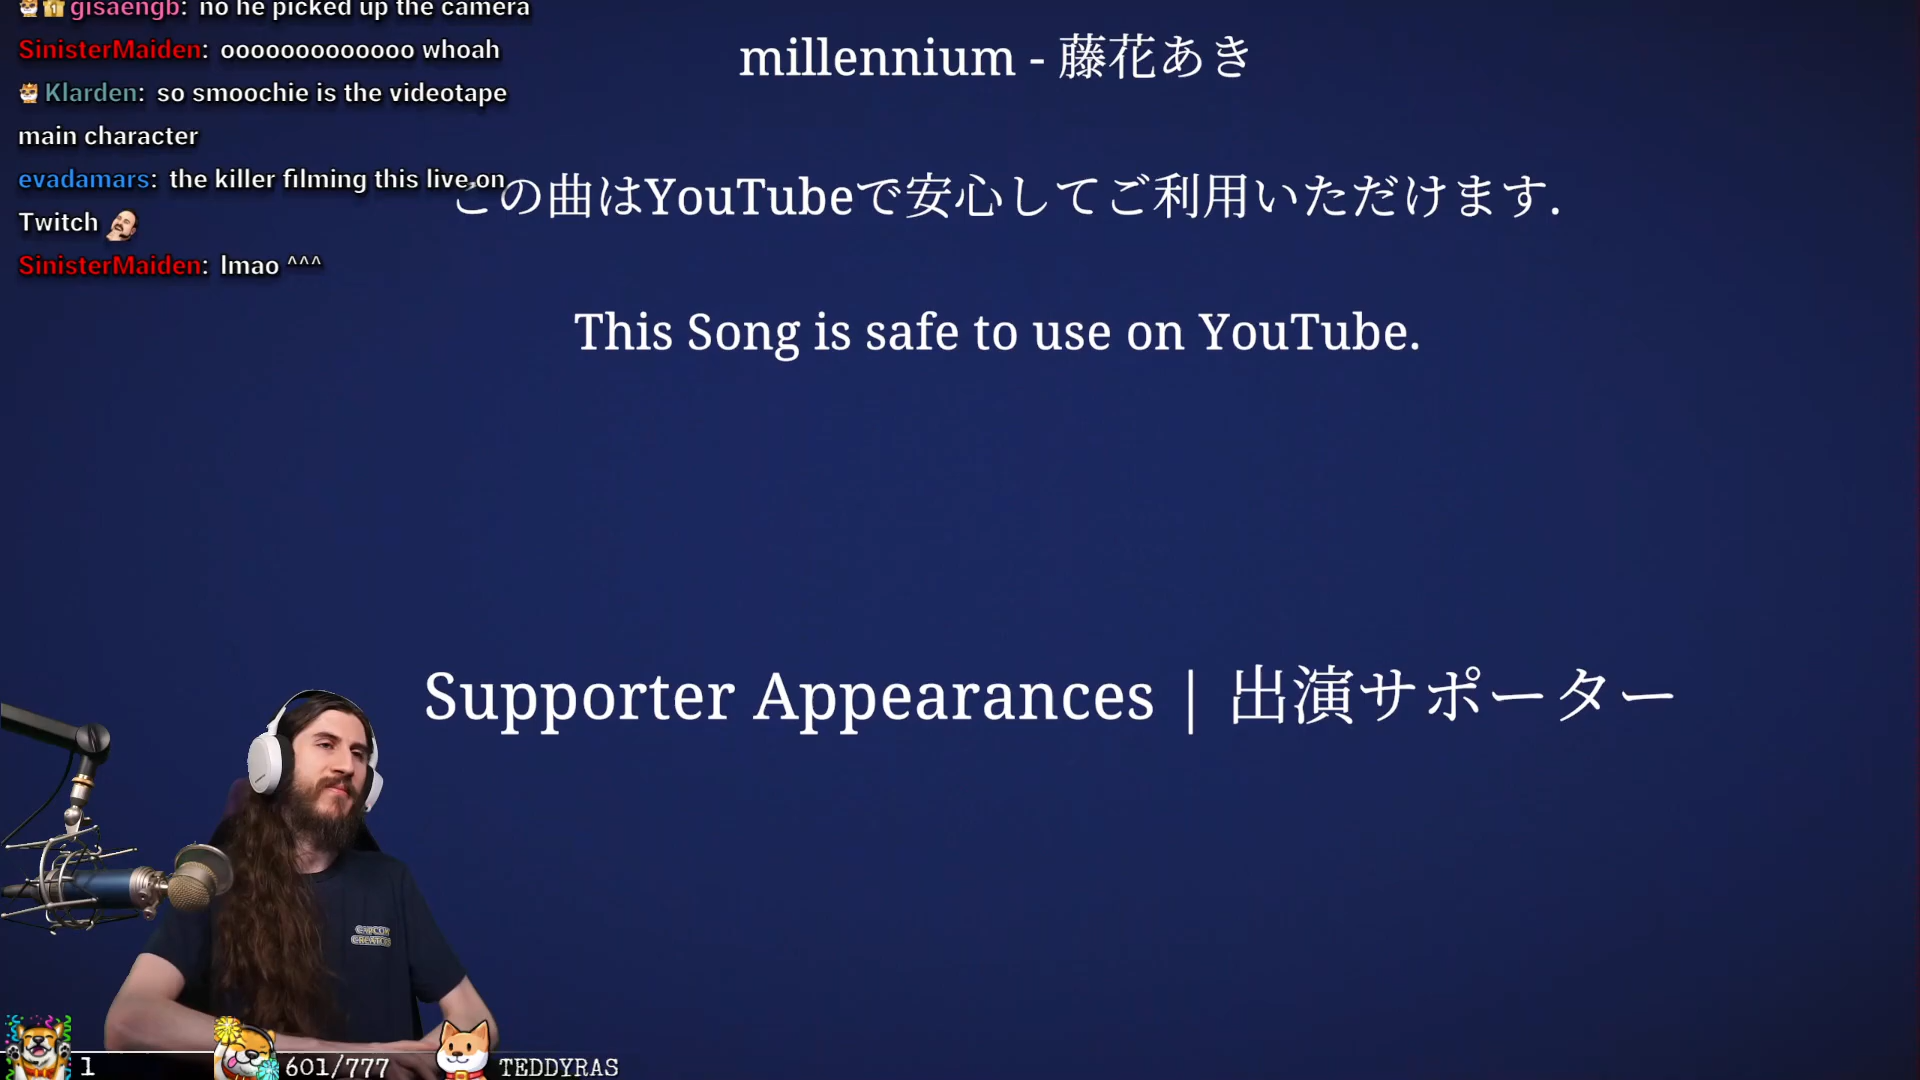 gisaengb: no he picked up the camera
SinisterMaiden: ooooooooooooo whoah
Klarden: so smoochie is the videotape
main character
evadamars: the killer filming this live on
Twitch
SinisterMaiden: lmao ^^^
millennium - 藤花あき
この曲はYouTubeで安心してご利用いただけます.
This Song is safe to use on YouTube.
Supporter Appearances | 出演サポーター
CAPCOM
CREATORS
1
601/777
TEDDYRAS